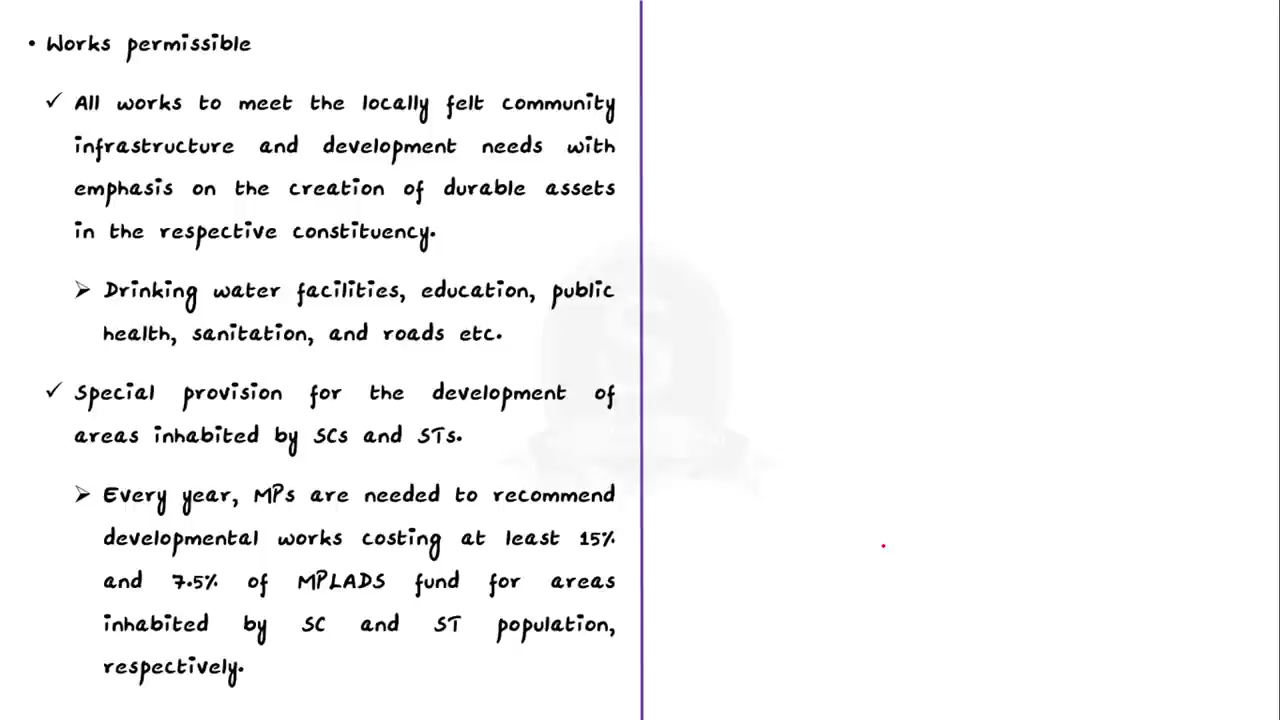 • Works permissible
✓ All works to meet the locally felt community
infrastructure and development needs with
emphasis on the creation of durable assets
in the respective constituency.
➢ Drinking water facilities, education, public
health, sanitation, and roads etc.
✓ Special provision for the development of
areas inhabited by SCs and STs.
➢ Every year, MPs are needed to recommend
developmental works costing at least 15%
and 7.5% of MPLADS fund for areas
inhabited by SC and ST population,
respectively.